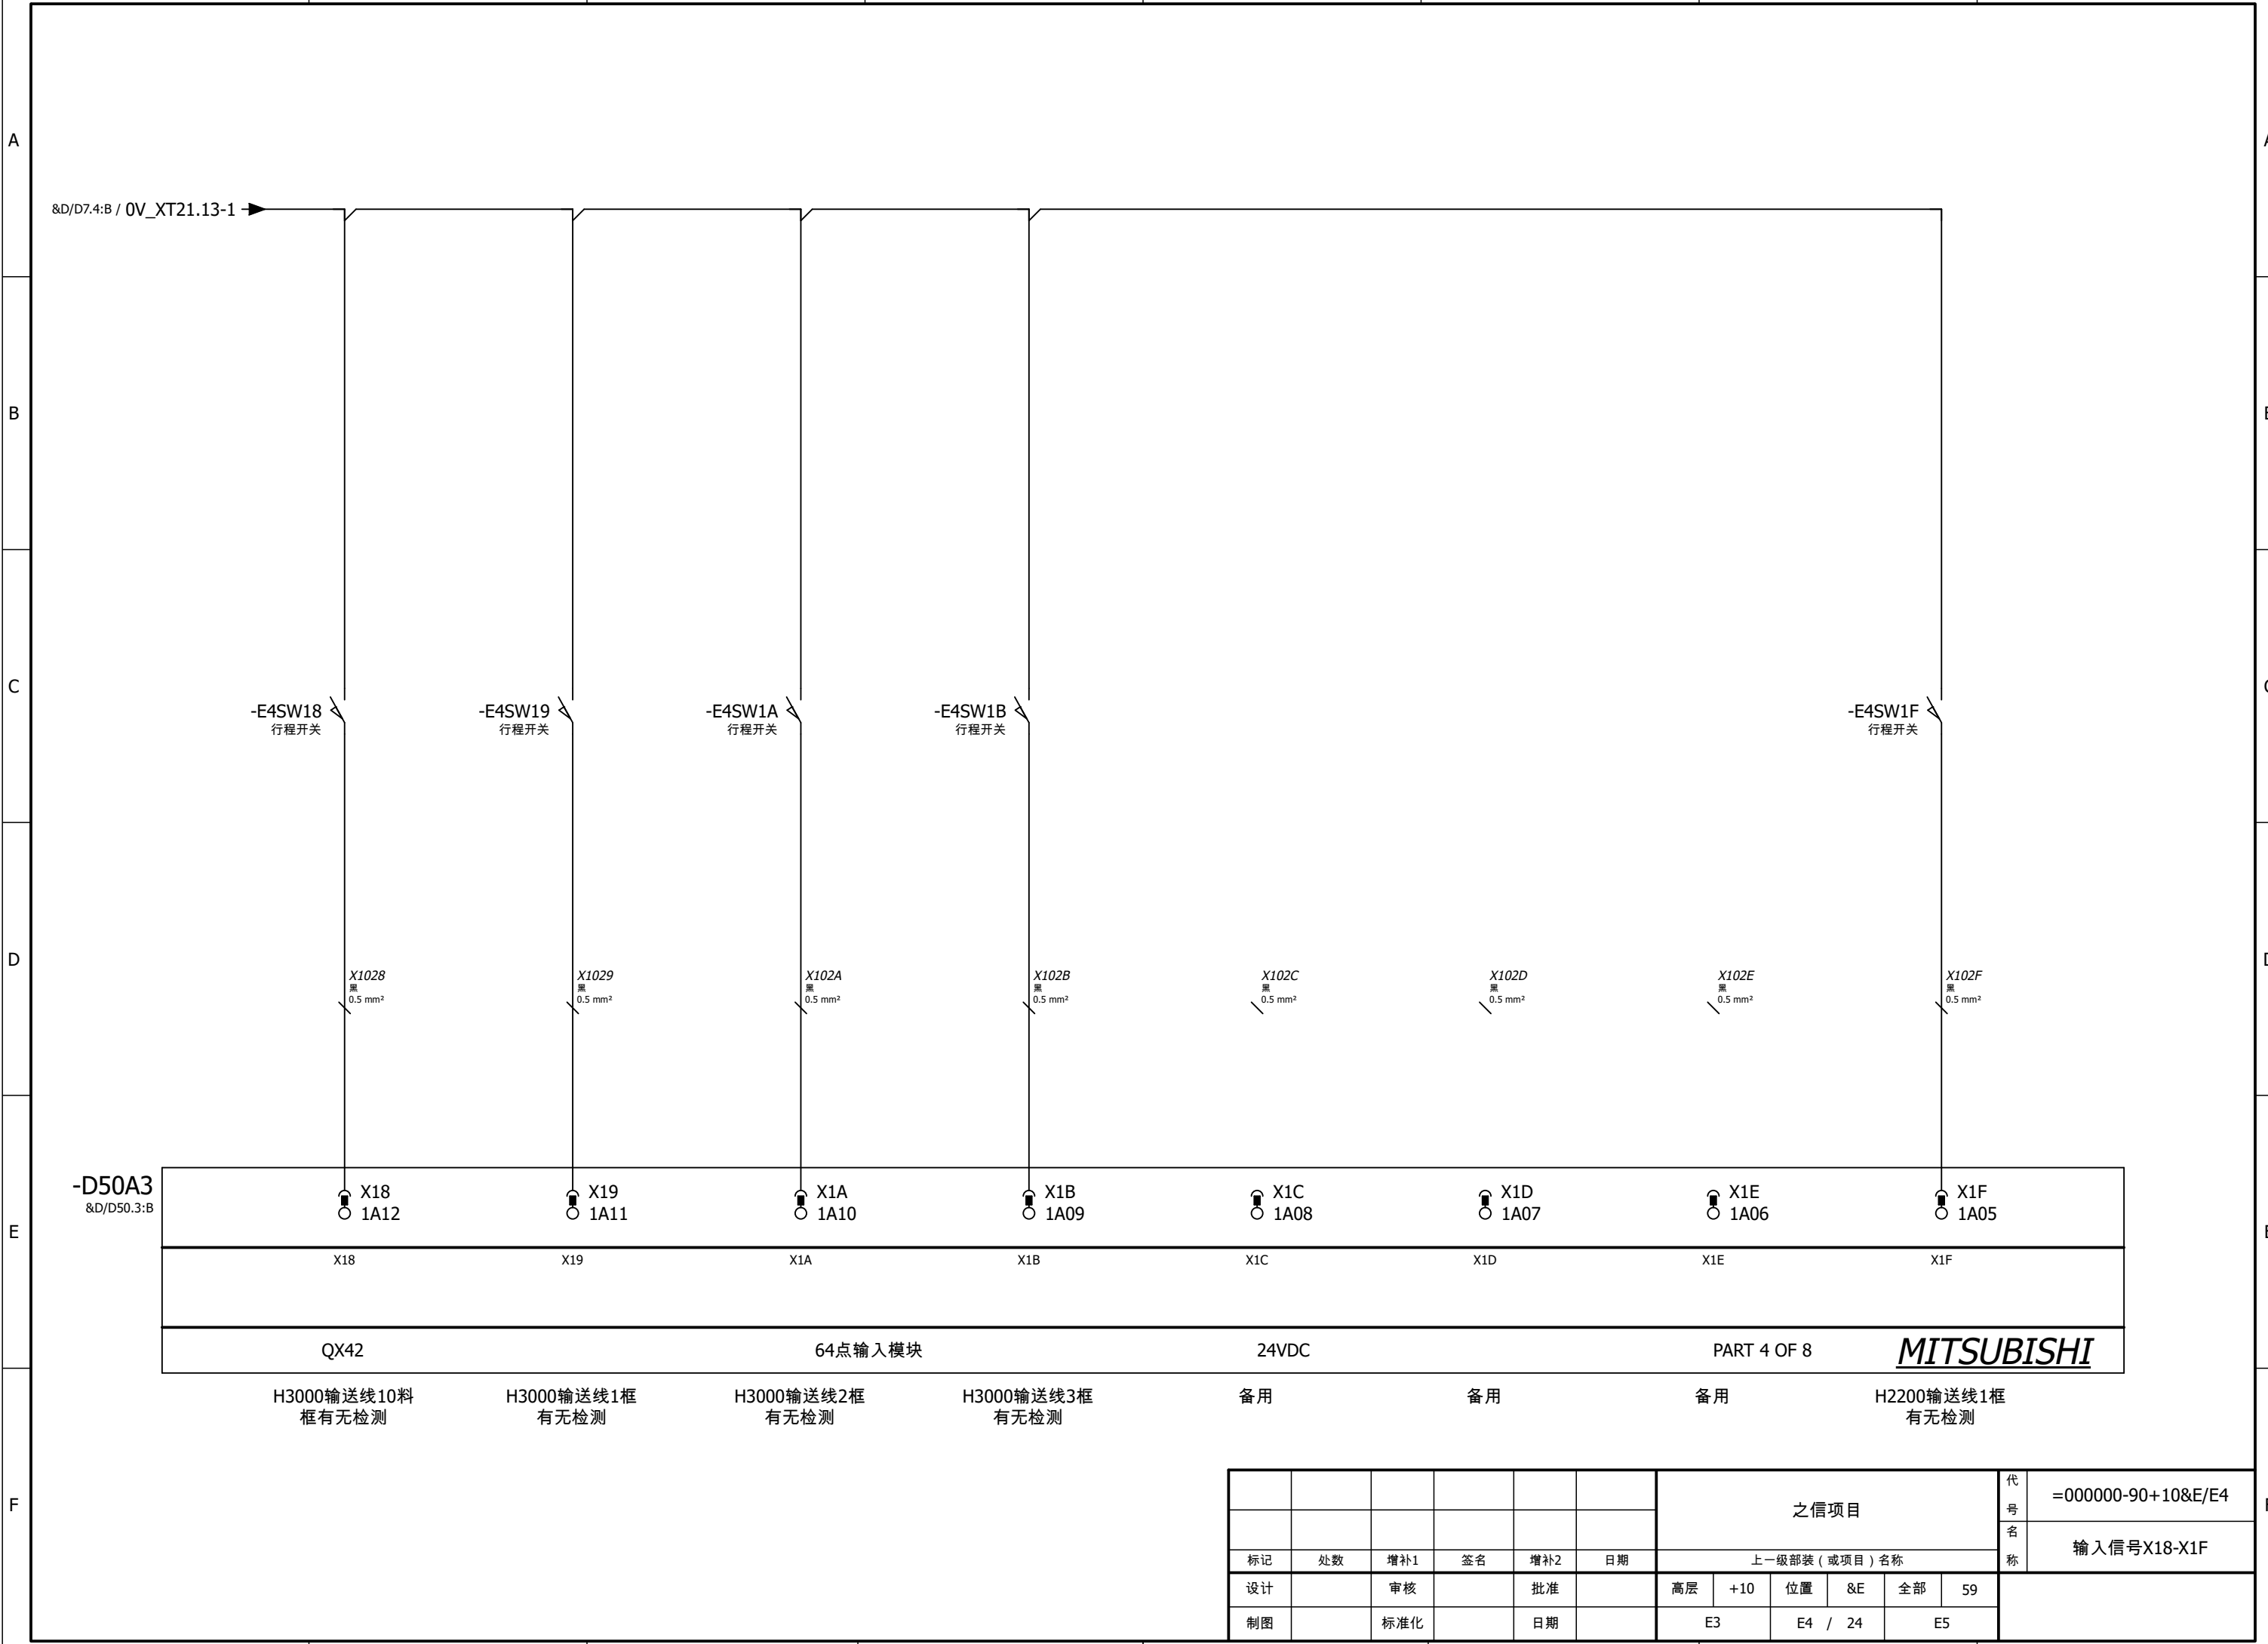 A
&D/D7.4:B / 0V_XT21.13-1
B
C
-E4SW18
行程开关
-E4SW19
行程开关
-E4SW1A
行程开关
-E4SW1B
行程开关
-E4SW1F
行程开关
D
X1028
黑
0.5 mm²
X1029
黑
0.5 mm²
X102A
黑
0.5 mm²
X102B
黑
0.5 mm²
X102C
黑
0.5 mm²
X102D
黑
0.5 mm²
X102E
黑
0.5 mm²
X102F
黑
0.5 mm²
-D50A3
&D/D50.3:B
E
X18
1A12
X19
1A11
X1A
1A10
X1B
1A09
X1C
1A08
X1D
1A07
X1E
1A06
X1F
1A05
X18 X19 X1A X1B X1C X1D X1E X1F
QX42 64点输入模块 24VDC PART 4 OF 8 MITSUBISHI
H3000输送线10料
框有无检测
H3000输送线1框
有无检测
H3000输送线2框
有无检测
H3000输送线3框
有无检测
备用
备用
备用
H2200输送线1框
有无检测
F
之信项目
代号
=000000-90+10&E/E4
名称
输入信号X18-X1F
标记 处数 增补1 签名 增补2 日期 上一级部装（或项目）名称
设计 审核 批准 高层 +10 位置 &E 全部 59
制图 标准化 日期 E3 E4 / 24 E5